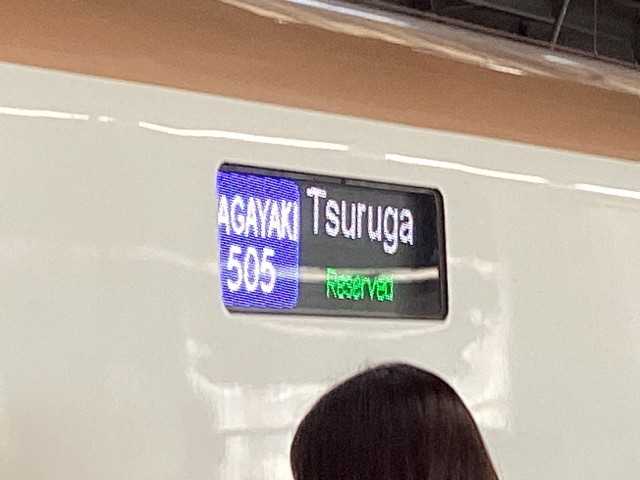 AGAYAKI
505
Tsuruga
Reserved